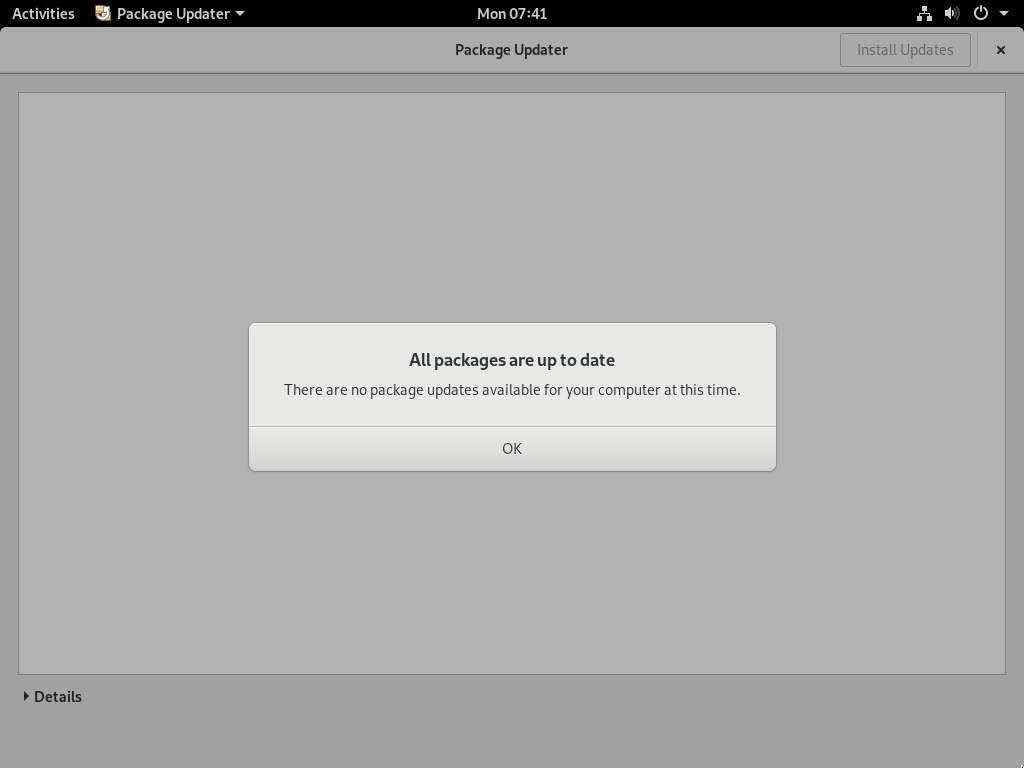 Activities Package Updater Mon 07:41
Package Updater Install Updates
All packages are up to date
There are no package updates available for your computer at this time.
OK
Details